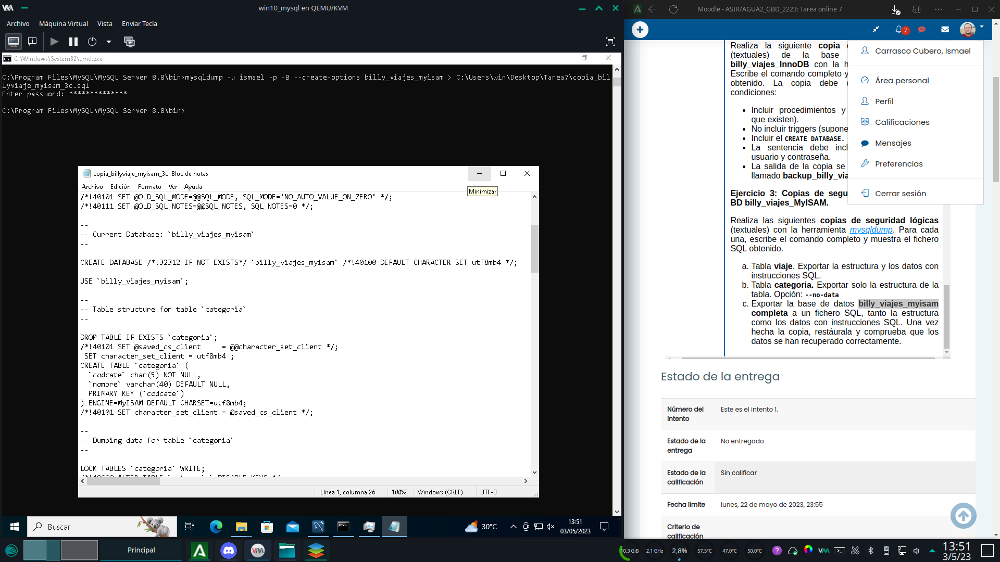 win10_mysql en QEMU/KVM
Archivo Máquina Virtual Vista Enviar Tecla
C:\Windows\System32\cmd.exe
C:\Program Files\MySQL\MySQL Server 8.0\bin>mysqldump -u ismael -p -B --create-options billy_viajes_myisam > C:\Users\win\Desktop\Tarea7\copia_bil
lyviaje_myisam_3c.sql
Enter password: **************
C:\Program Files\MySQL\MySQL Server 8.0\bin>
copia_billyviaje_myisam_3c: Bloc de notas
Archivo Edición Formato Ver Ayuda
Minimizar
/*!40101 SET @OLD_SQL_MODE=@@SQL_MODE, SQL_MODE='NO_AUTO_VALUE_ON_ZERO' */;
/*!40111 SET @OLD_SQL_NOTES=@@SQL_NOTES, SQL_NOTES=0 */;
--
-- Current Database: `billy_viajes_myisam`
--
CREATE DATABASE /*!32312 IF NOT EXISTS*/ `billy_viajes_myisam` /*!40100 DEFAULT CHARACTER SET utf8mb4 */;
USE `billy_viajes_myisam`;
--
-- Table structure for table `categoria`
--
DROP TABLE IF EXISTS `categoria`;
/*!40101 SET @saved_cs_client     = @@character_set_client */;
 SET character_set_client = utf8mb4 ;
CREATE TABLE `categoria` (
  `codcate` char(5) NOT NULL,
  `nombre` varchar(40) DEFAULT NULL,
  PRIMARY KEY (`codcate`)
) ENGINE=MyISAM DEFAULT CHARSET=utf8mb4;
/*!40101 SET character_set_client = @saved_cs_client */;
--
-- Dumping data for table `categoria`
--
LOCK TABLES `categoria` WRITE;
Línea 1, columna 26 100% Windows (CRLF) UTF-8
Buscar
30°C
13:51
03/05/2023
Moodle - ASIR/AGUA2_GBD_2223: Tarea online 7
7
Realiza la siguiente copia
(textuales) de la base
billy_viajes_InnoDB con la
Escribe el comando completo y
obtenido. La copia debe
condiciones:
• Incluir procedimientos y
que existen).
• No incluir triggers
• Incluir el CREATE DATABASE.
• La sentencia debe
usuario y contraseña.
• La salida de la copia se
llamado
Carrasco Cubero, Ismael
Área personal
Perfil
Calificaciones
Mensajes
Preferencias
Cerrar sesión
Ejercicio 3: Copias de
BD billy_viajes_MyISAM.
Realiza las siguientes copias de seguridad lógicas
(textuales) con la herramienta mysqldump. Para cada
una, escribe el comando completo y muestra el fichero
SQL obtenido.
a. Tabla viaje. Exportar la estructura y los datos con
instrucciones SQL.
b. Tabla categoria. Exportar solo la estructura de la
tabla. Opción: --no-data
c. Exportar la base de datos billy_viajes_myisam
completa a un fichero SQL, tanto la estructura
como los datos con instrucciones SQL. Una vez
hecha la copia, restáurala y comprueba que los
datos se han recuperado correctamente.
Estado de la entrega
Número del intento Este es el intento 1.
Estado de la entrega No entregado
Estado de la calificación Sin calificar
Fecha límite lunes, 22 de mayo de 2023, 23:55
Criterio de
calificación
Principal
10,3 GiB 2,1 GHz 2,8% 57,5°C 47,0°C 50,0°C
13:51
3/5/23